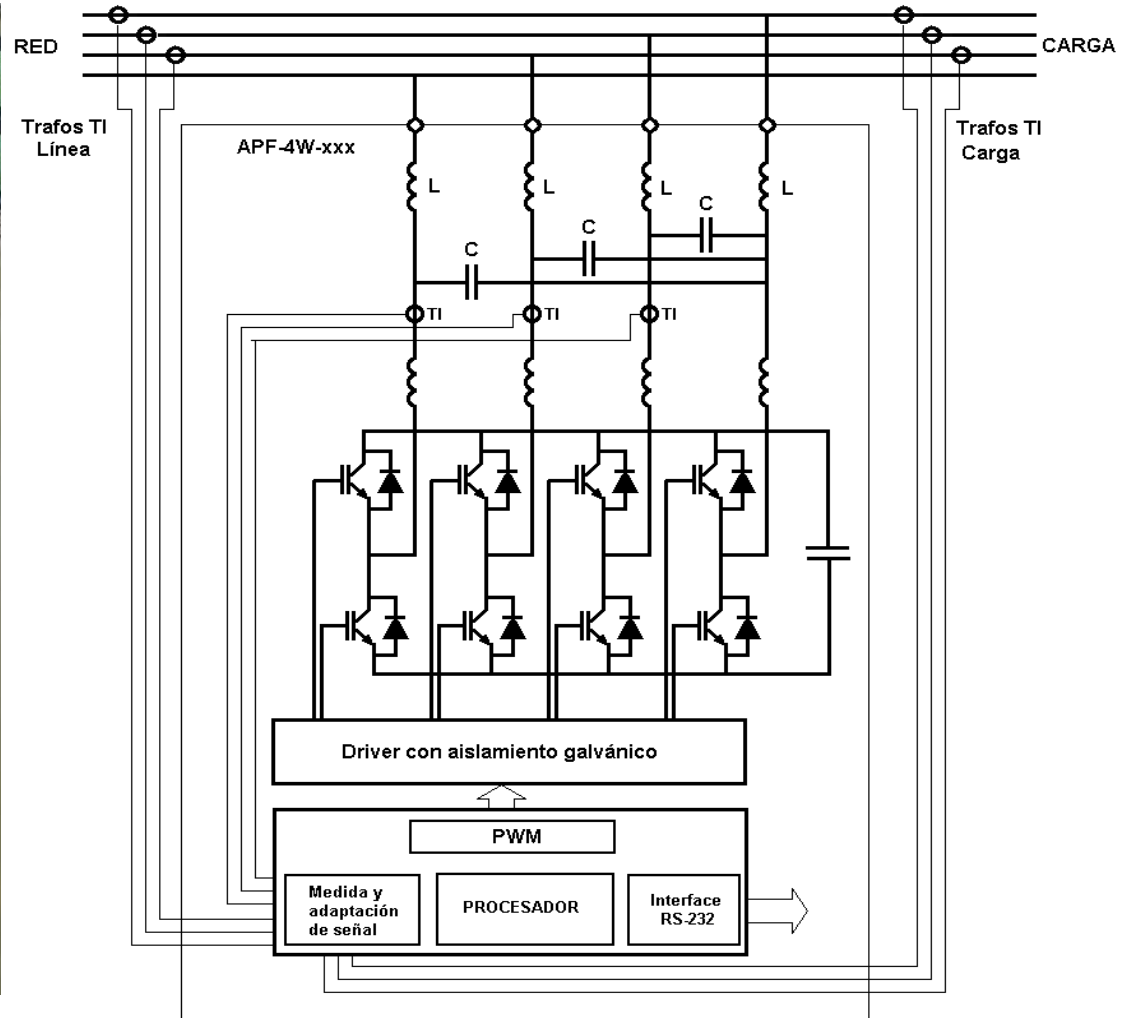 RED
CARGA
Trafos TI
Línea
APF-4W-xxx
Trafos TI
Carga
L
L
L
L
C
C
C
TI
TI
TI
Driver con aislamiento galvánico
PWM
Medida y
adaptación
de señal
PROCESADOR
Interface
RS-232